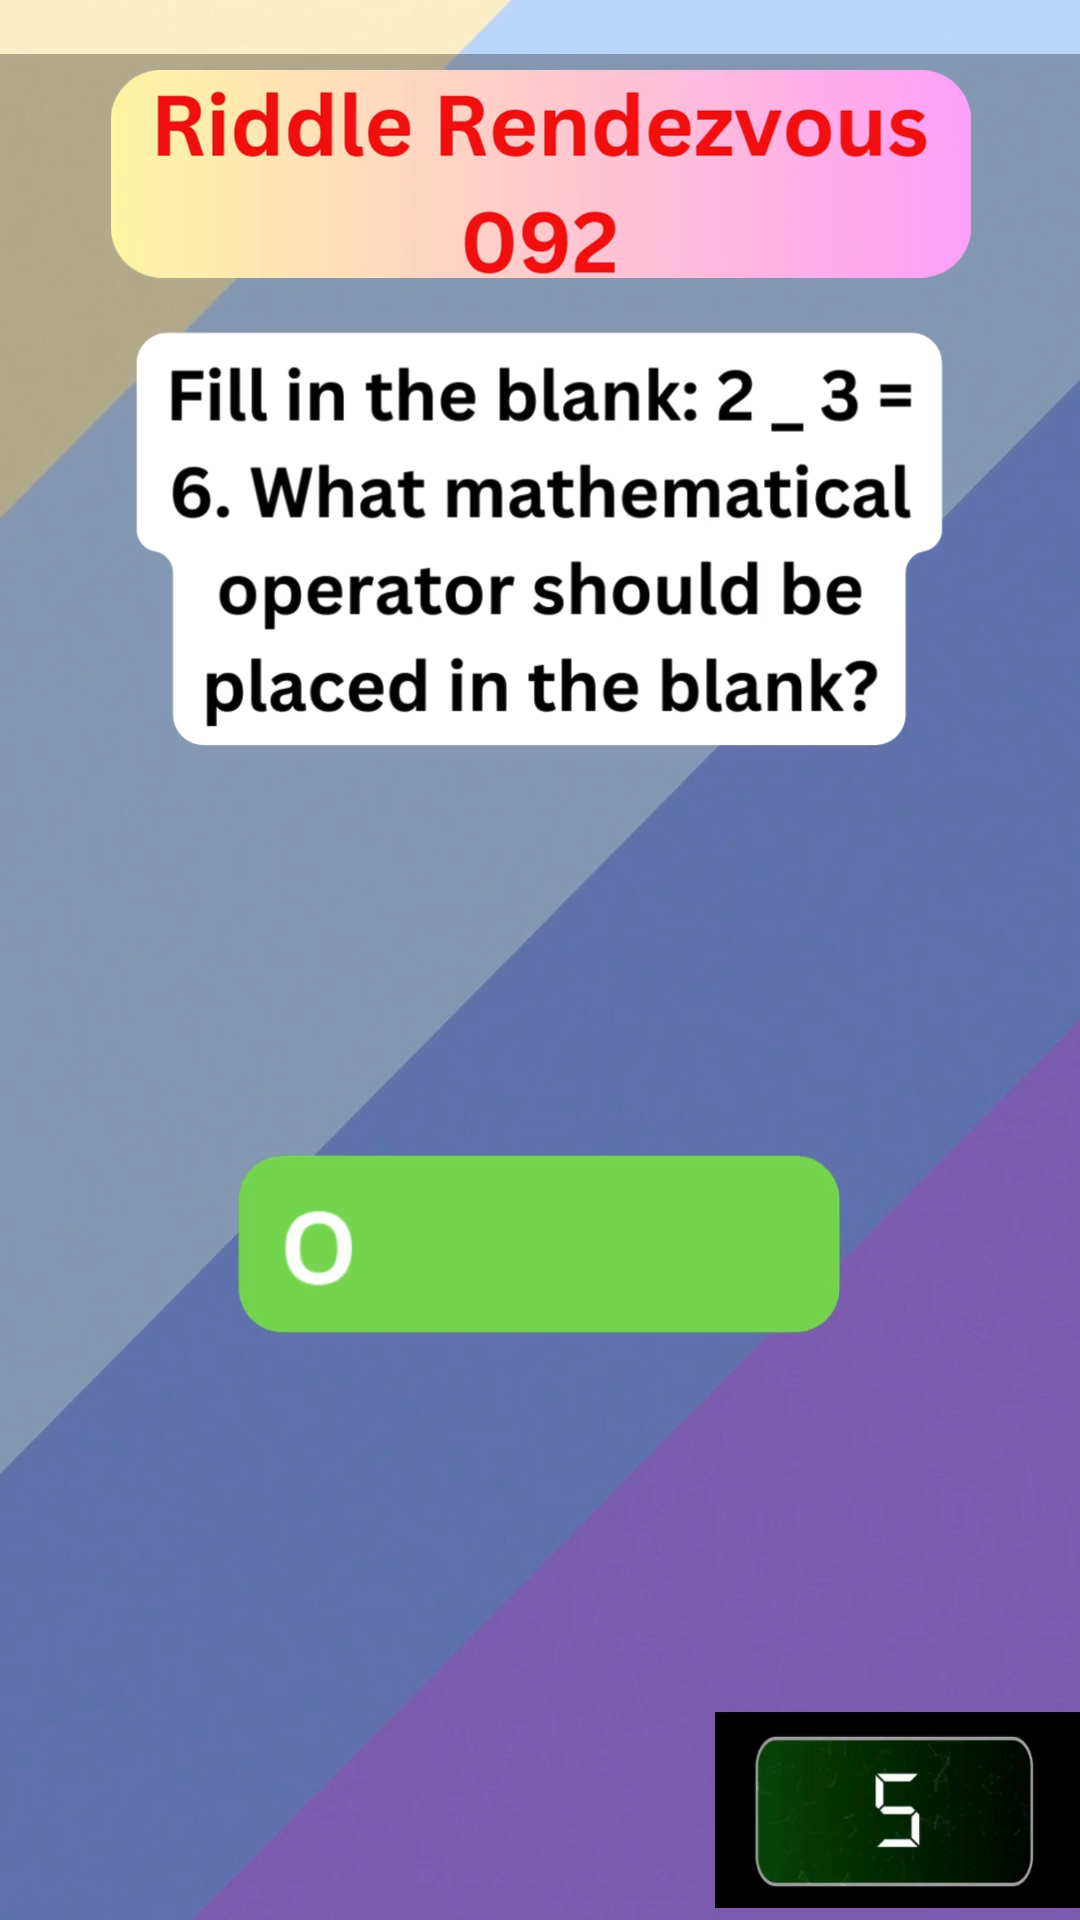 Riddle Rendezvous
092
Fill in the blank: 2 _ 3 =
6. What mathematical
operator should be
placed in the blank?
O
5